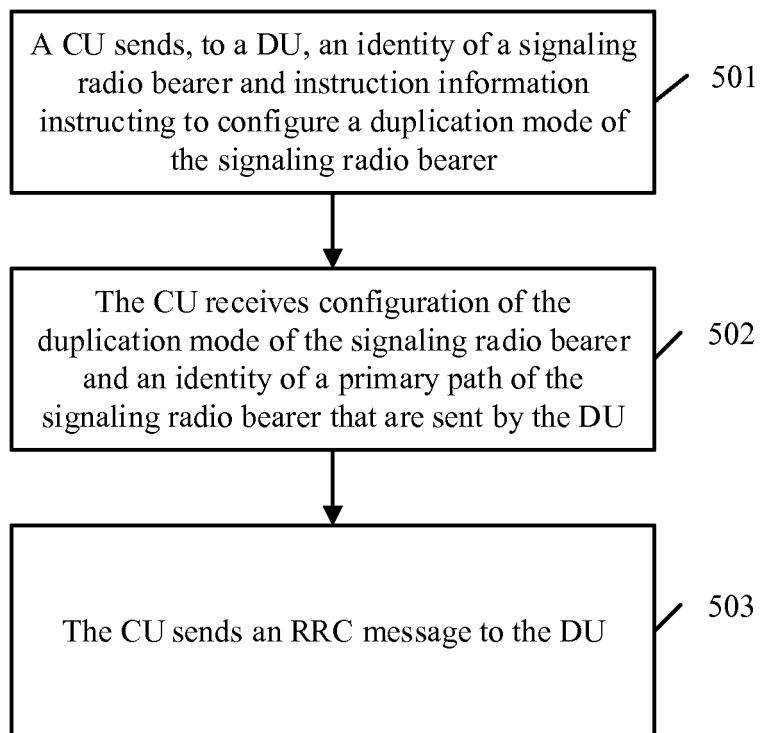 A CU sends, to a DU, an identity of a signaling
radio bearer and instruction information
instructing to configure a duplication mode of
the signaling radio bearer
501
The CU receives configuration of the
duplication mode of the signaling radio bearer
and an identity of a primary path of the
signaling radio bearer that are sent by the DU
502
The CU sends an RRC message to the DU
503